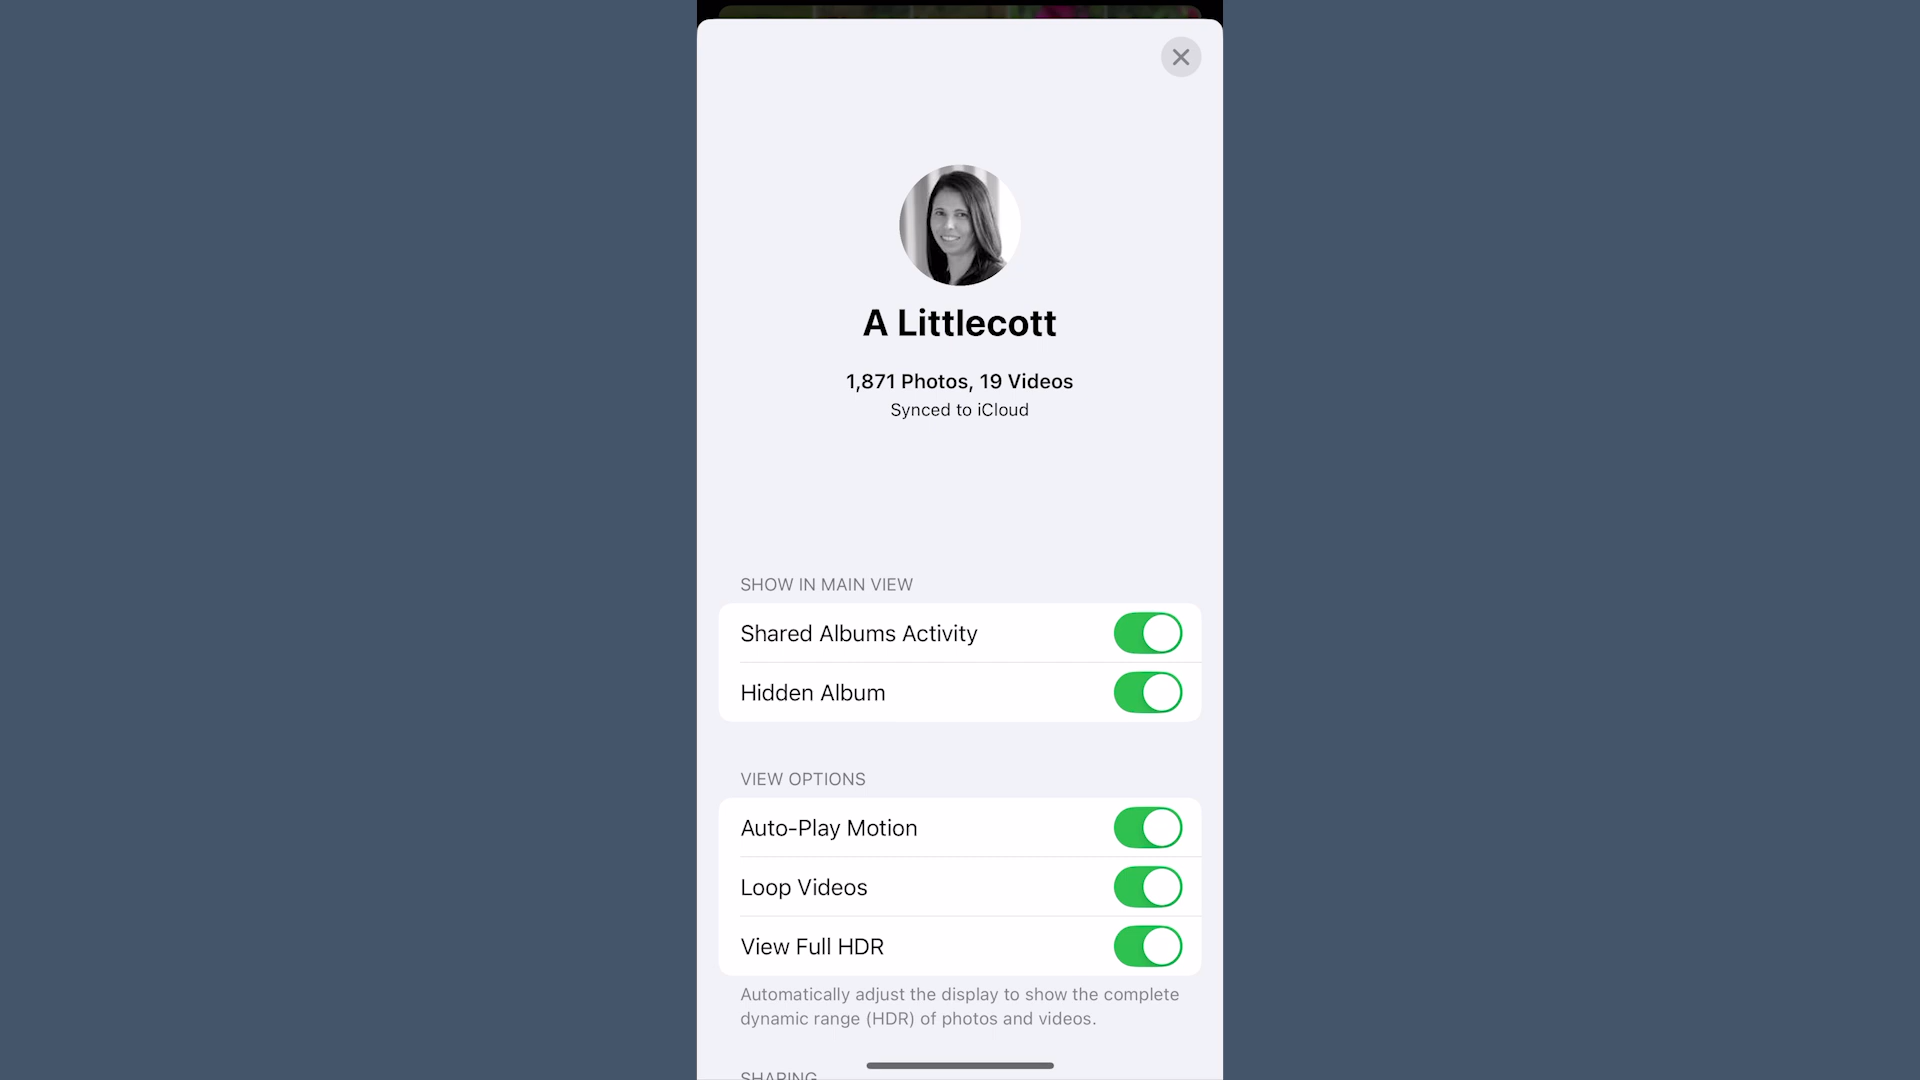 A Littlecott
1,871 Photos, 19 Videos
Synced to iCloud
SHOW IN MAIN VIEW
Shared Albums Activity
Hidden Album
VIEW OPTIONS
Auto-Play Motion
Loop Videos
View Full HDR
Automatically adjust the display to show the complete
dynamic range (HDR) of photos and videos.
SHARING